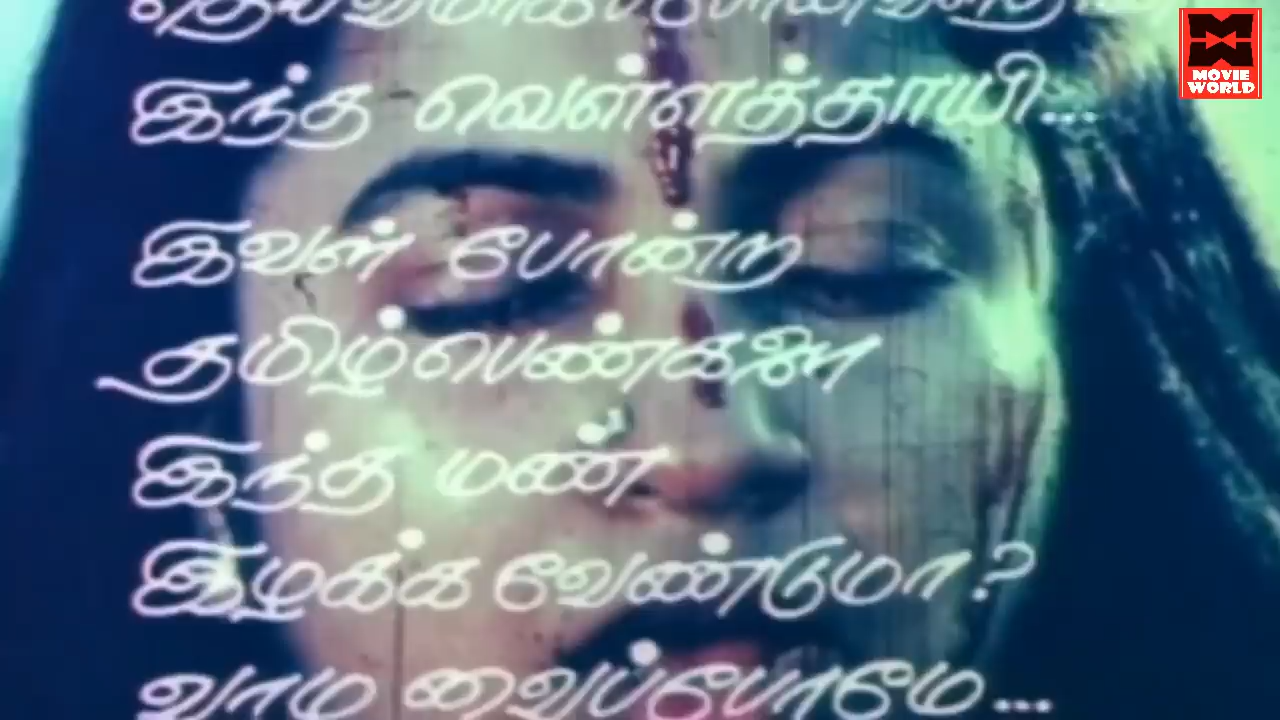 இந்த வெள்ளத்தாயி...
இவள் போன்ற
தமிழ்பெண்களை
இந்த மண்
இழக்க வேண்டுமா?
வாழ வைப்போமே...
MOVIE
WORLD